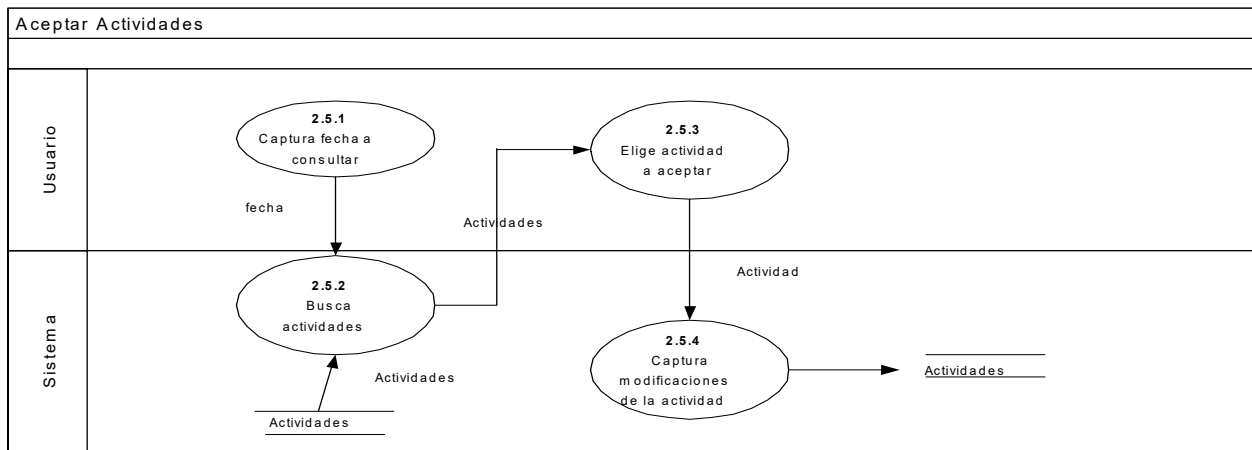 Aceptar Actividades
Usuario
2.5.1
Captura fecha a
consultar
2.5.3
Elige actividad
a aceptar
fecha
Actividades
Sistema
2.5.2
Busca
actividades
Actividad
2.5.4
Captura
modificaciones
de la actividad
Actividades
Actividades
Actividades